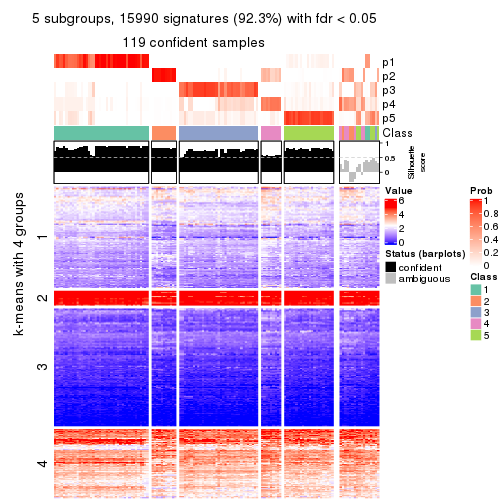 5 subgroups, 15990 signatures (92.3%) with fdr < 0.05
119 confident samples
p1
p2
p3
p4
p5
Class
1
0.5
0
Silhouette
score
k-means with 4 groups
1
2
3
4
Value
6
4
2
0
Status (barplots)
confident
ambiguous
Prob
1
0.8
0.6
0.4
0.2
0
Class
1
2
3
4
5